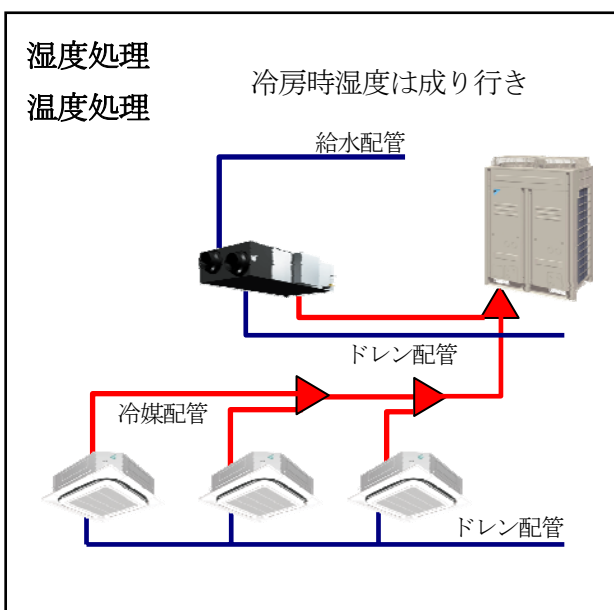 湿度処理
温度処理
冷房時湿度は成り行き
給水配管
ドレン配管
冷媒配管
ドレン配管